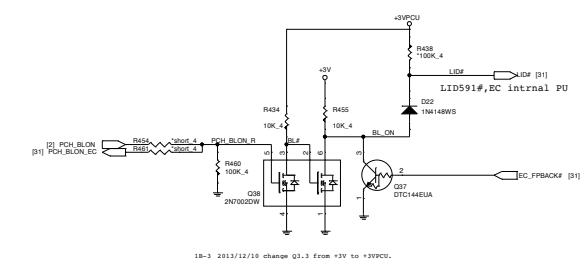 +3VPCU
R438
*100K_4
+3V
LID#
LID# [31]
LID591#,EC intrnal PU
R434
R455
D22
1N4148WS
10K_4
10K_4
BL_ON
[2] PCH_BLON
R454
*short_4
PCH_BLON_R
BL#
[31] PCH_BLON_EC
R461
*short_4
5
3
2
6
3
R460
100K_4
2
EC_FPBACK# [31]
Q38
2N7002DW
Q37
DTC144EUA
4
1
1
1B-3 2013/12/10 change Q3.3 from +3V to +3VPCU.